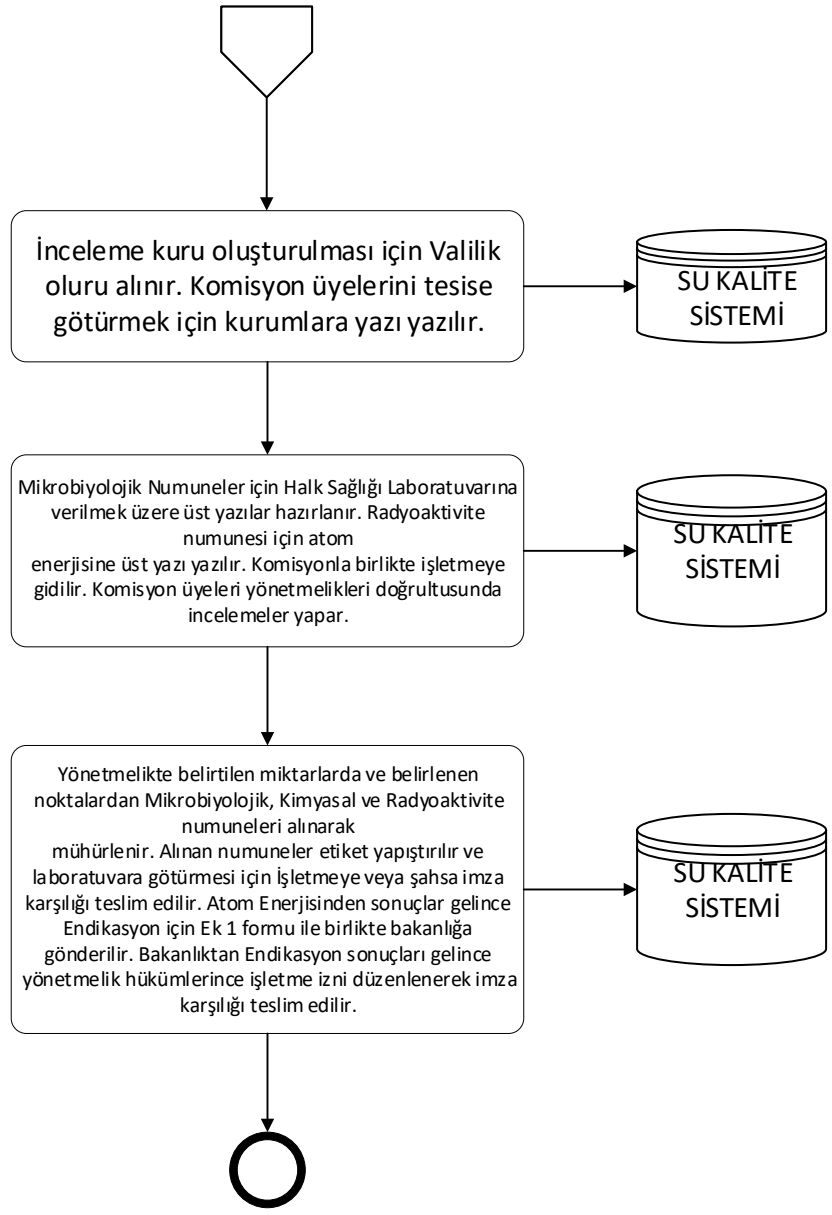 İnceleme kuru oluşturulması için Valilik
oluru alınır. Komisyon üyelerini tesise
götürmek için kurumlara yazı yazılır.
SU KALİTE
SİSTEMİ
Mikrobiyolojik Numuneler için Halk Sağlığı Laboratuvarına
verilmek üzere üst yazılar hazırlanır. Radyoaktivite
numunesi için atom
enerjisine üst yazı yazılır. Komisyonla birlikte işletmeye
gidilir. Komisyon üyeleri yönetmelikleri doğrultusunda
incelemeler yapar.
SU KALİTE
SİSTEMİ
Yönetmelikte belirtilen miktarlarda ve belirlenen
noktalardan Mikrobiyolojik, Kimyasal ve Radyoaktivite
numuneleri alınarak
mühürlenir. Alınan numuneler etiket yapıştırılır ve
laboratuvara götürmesi için İşletmeye veya şahsa imza
karşılığı teslim edilir. Atom Enerjisinden sonuçlar gelince
Endikasyon için Ek 1 formu ile birlikte bakanlığa
gönderilir. Bakanlıktan Endikasyon sonuçları gelince
yönetmelik hükümlerince işletme izni düzenlenerek imza
karşılığı teslim edilir.
SU KALİTE
SİSTEMİ